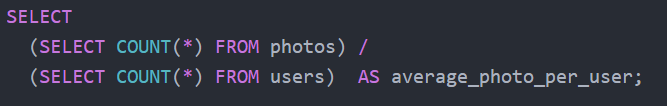 SELECT
(SELECT COUNT(*) FROM photos) /
(SELECT COUNT(*) FROM users)  AS average_photo_per_user;